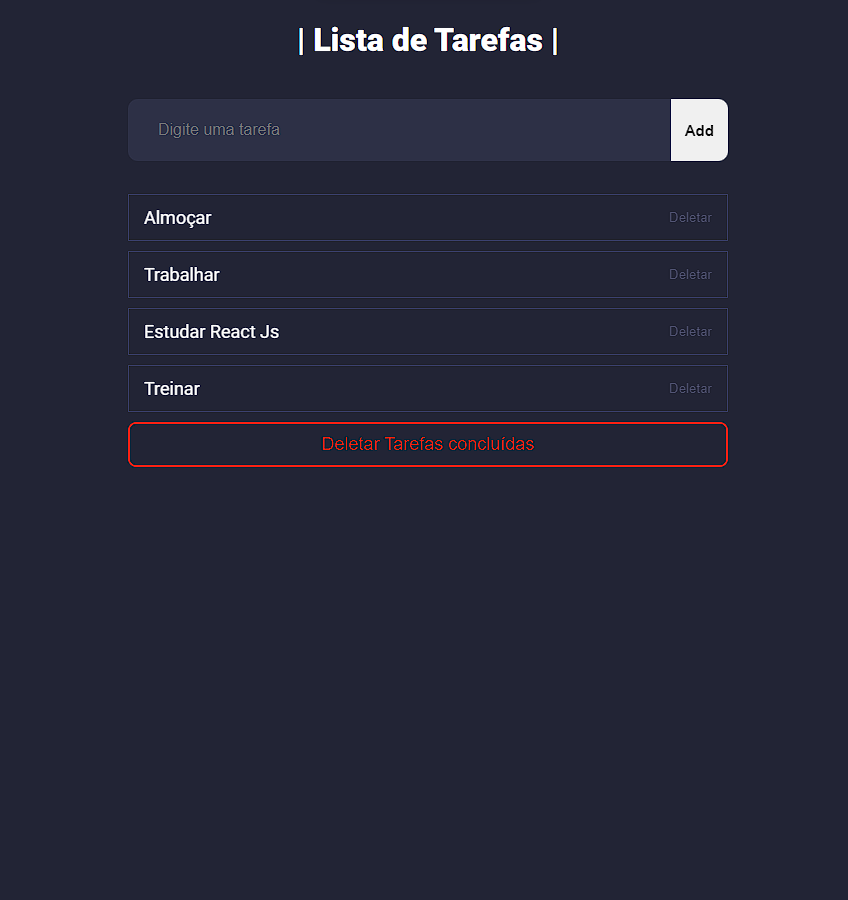 | Lista de Tarefas |
Digite uma tarefa
Add
Almoçar
Deletar
Trabalhar
Deletar
Estudar React Js
Deletar
Treinar
Deletar
Deletar Tarefas concluídas